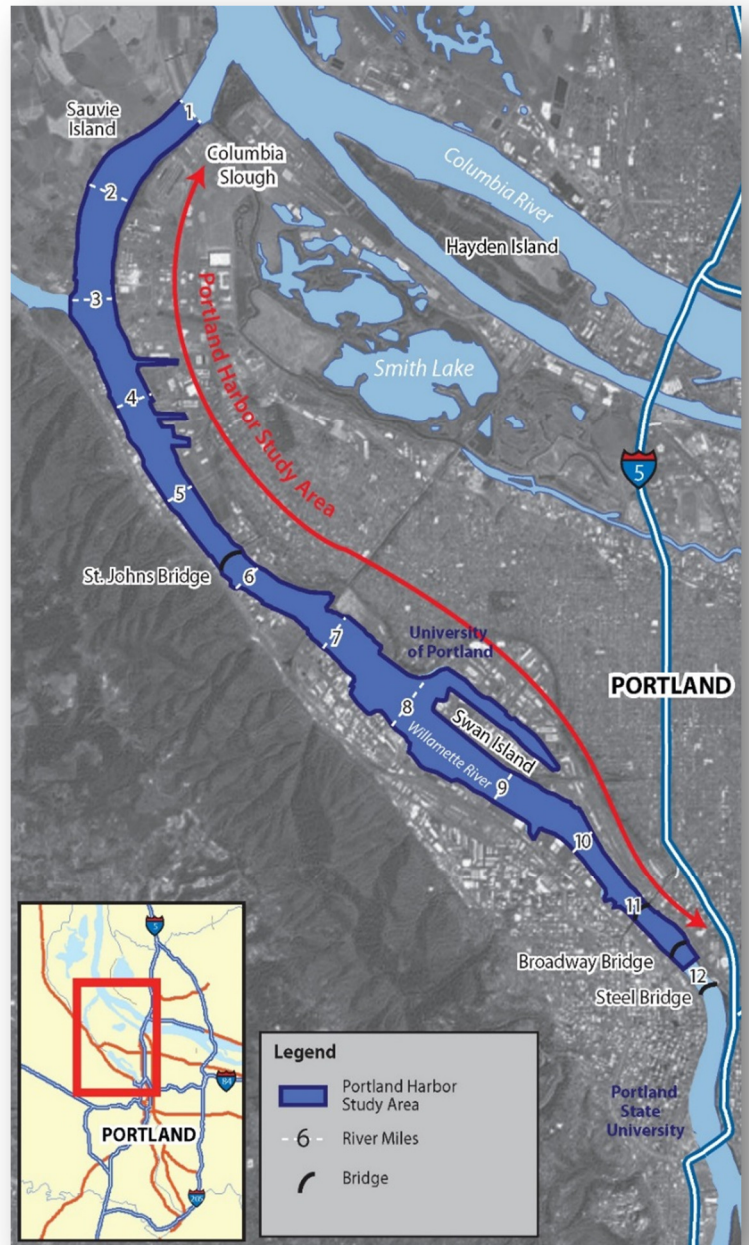 Sauvie
Island
1
Columbia
Slough
2
Columbia River
Hayden Island
3
Portland Harbor Study Area
Smith Lake
4
5
5
St. Johns Bridge
6
7
University
of Portland
PORTLAND
8
Swan Island
Willamette River
9
10
11
Broadway Bridge
12
Steel Bridge
Portland
State
University
5
84
PORTLAND
205
Legend
Portland Harbor
Study Area
6
River Miles
Bridge